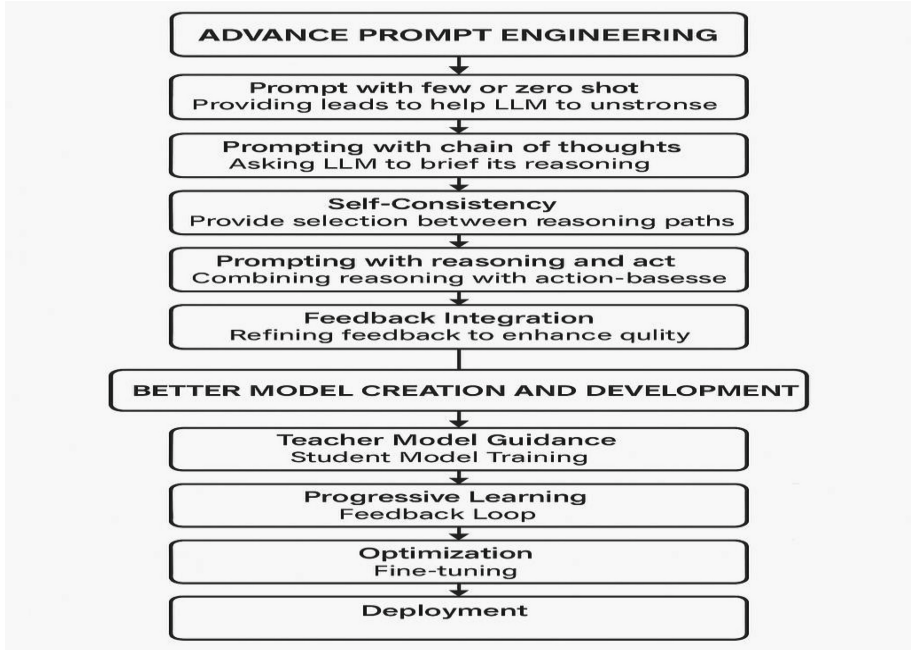 ADVANCE PROMPT ENGINEERING
Prompt with few or zero shot
Providing leads to help LLM to unstronse
Prompting with chain of thoughts
Asking LLM to brief its reasoning
Self-Consistency
Provide selection between reasoning paths
Prompting with reasoning and act
Combining reasoning with action-basesse
Feedback Integration
Refining feedback to enhance qulity
BETTER MODEL CREATION AND DEVELOPMENT
Teacher Model Guidance
Student Model Training
Progressive Learning
Feedback Loop
Optimization
Fine-tuning
Deployment